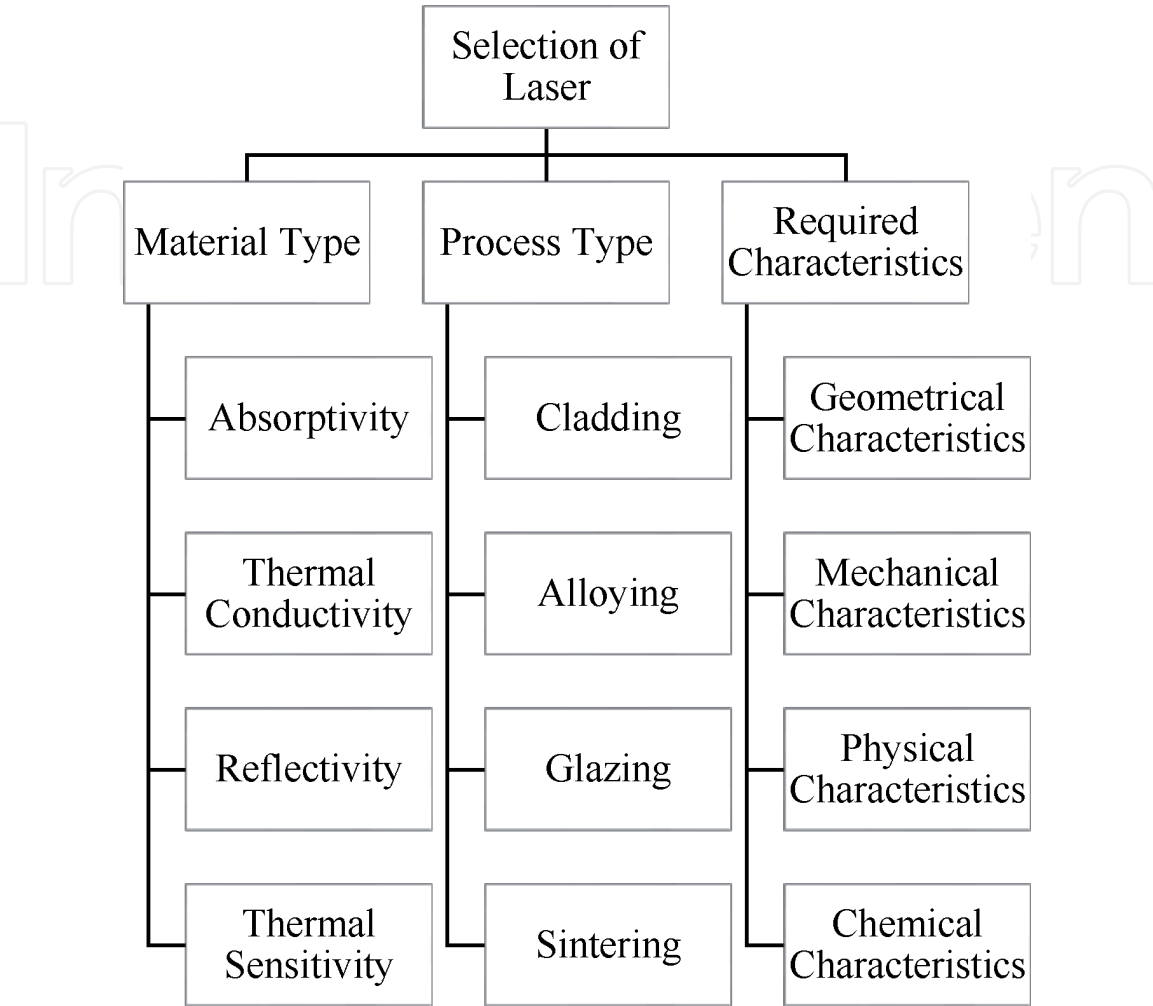 Selection of
Laser
Material Type
Process Type
Required
Characteristics
Absorptivity
Cladding
Geometrical
Characteristics
Thermal
Conductivity
Alloying
Mechanical
Characteristics
Reflectivity
Glazing
Physical
Characteristics
Thermal
Sensitivity
Sintering
Chemical
Characteristics